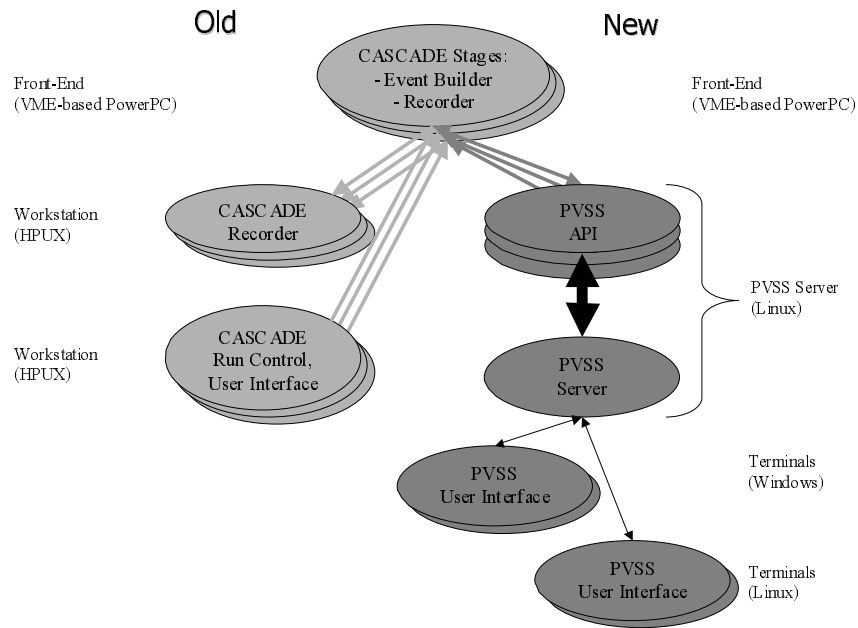 Old
New
CASCADE Stages:
- Event Builder
- Recorder
Front-End
(VME-based PowerPC)
Front-End
(VME-based PowerPC)
Workstation
(HPUX)
CASCADE
Recorder
PVSS
API
PVSS Server
(Linux)
Workstation
(HPUX)
CASCADE
Run Control,
User Interface
PVSS
Server
PVSS
User Interface
Terminals
(Windows)
PVSS
User Interface
Terminals
(Linux)